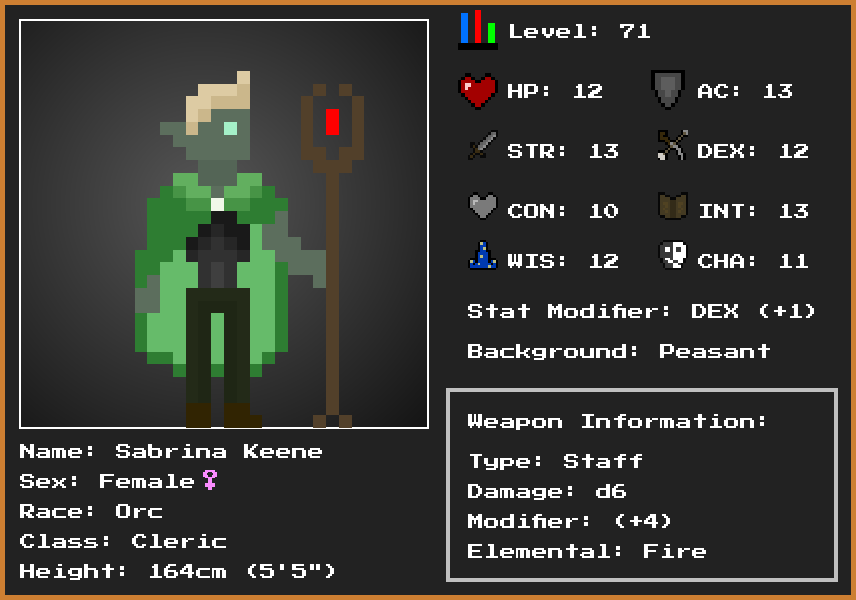 Level: 71
HP: 12 AC: 13
STR: 13 DEX: 12
CON: 10 INT: 13
WIS: 12 CHA: 11
Stat Modifier: DEX (+1)
Background: Peasant
Weapon Information:
Type: Staff
Damage: d6
Modifier: (+4)
Elemental: Fire
Name: Sabrina Keene
Sex: Female♀
Race: Orc
Class: Cleric
Height: 164cm (5'5")